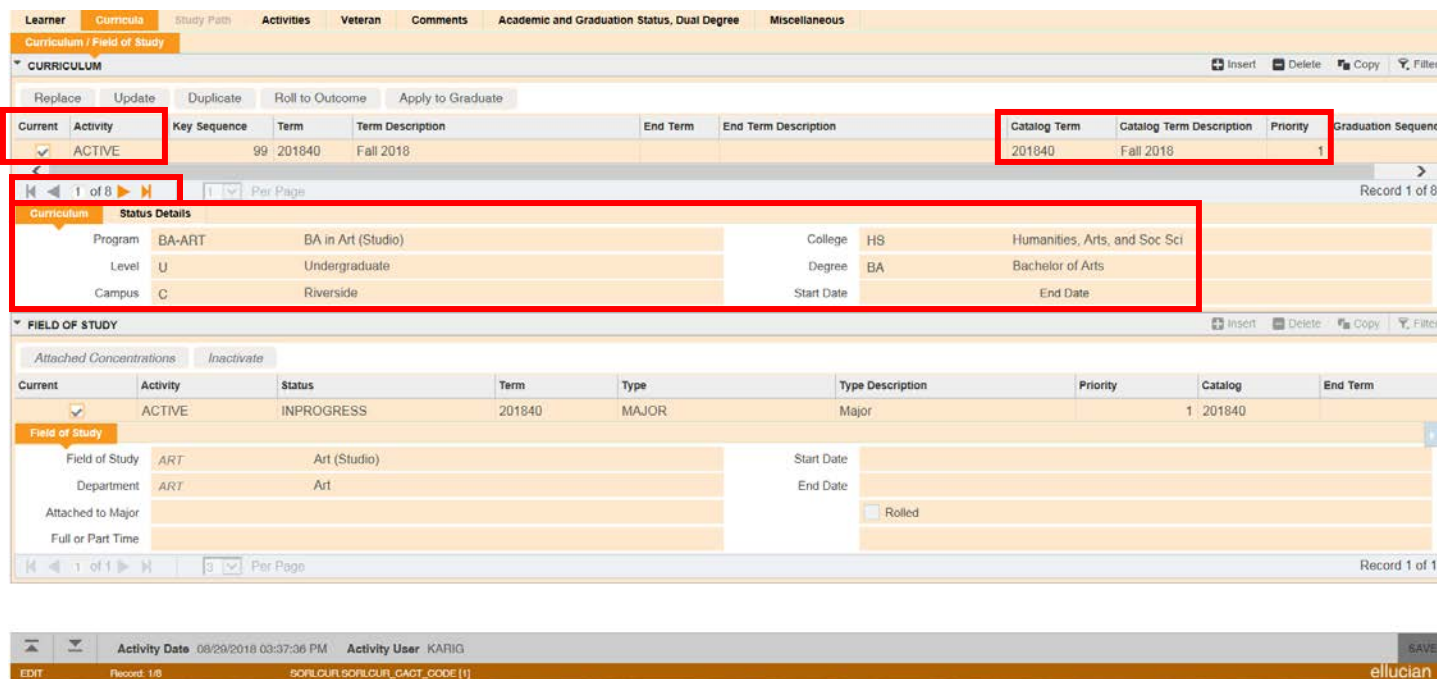 Learner Curricula Study Path Activities Veteran Comments Academic and Graduation Status, Dual Degree Miscellaneous
Curriculum / Field of Study
CURRICULUM Insert Delete Copy Filter
Replace Update Duplicate Roll to Outcome Apply to Graduate
Current Activity Key Sequence Term Term Description End Term End Term Description Catalog Term Catalog Term Description Priority Graduation Sequenc
ACTIVE 99 201840 Fall 2018 201840 Fall 2018 1
1 of 8 1 Per Page Record 1 of 8
Curriculum Status Details
Program BA-ART BA in Art (Studio) College HS Humanities, Arts, and Soc Sci
Level U Undergraduate Degree BA Bachelor of Arts
Campus C Riverside Start Date End Date
FIELD OF STUDY Insert Delete Copy Filter
Attached Concentrations Inactivate
Current Activity Status Term Type Type Description Priority Catalog End Term
ACTIVE INPROGRESS 201840 MAJOR Major 1 201840
Field of Study
Field of Study ART Art (Studio) Start Date
Department ART Art End Date
Attached to Major Rolled
Full or Part Time
1 of 1 3 Per Page Record 1 of 1
Activity Date 08/29/2018 03:37:36 PM Activity User KARIG SAVE
EDIT Record: 1/8 SORLCUR.SORLCUR_CACT_CODE [1] ellucian